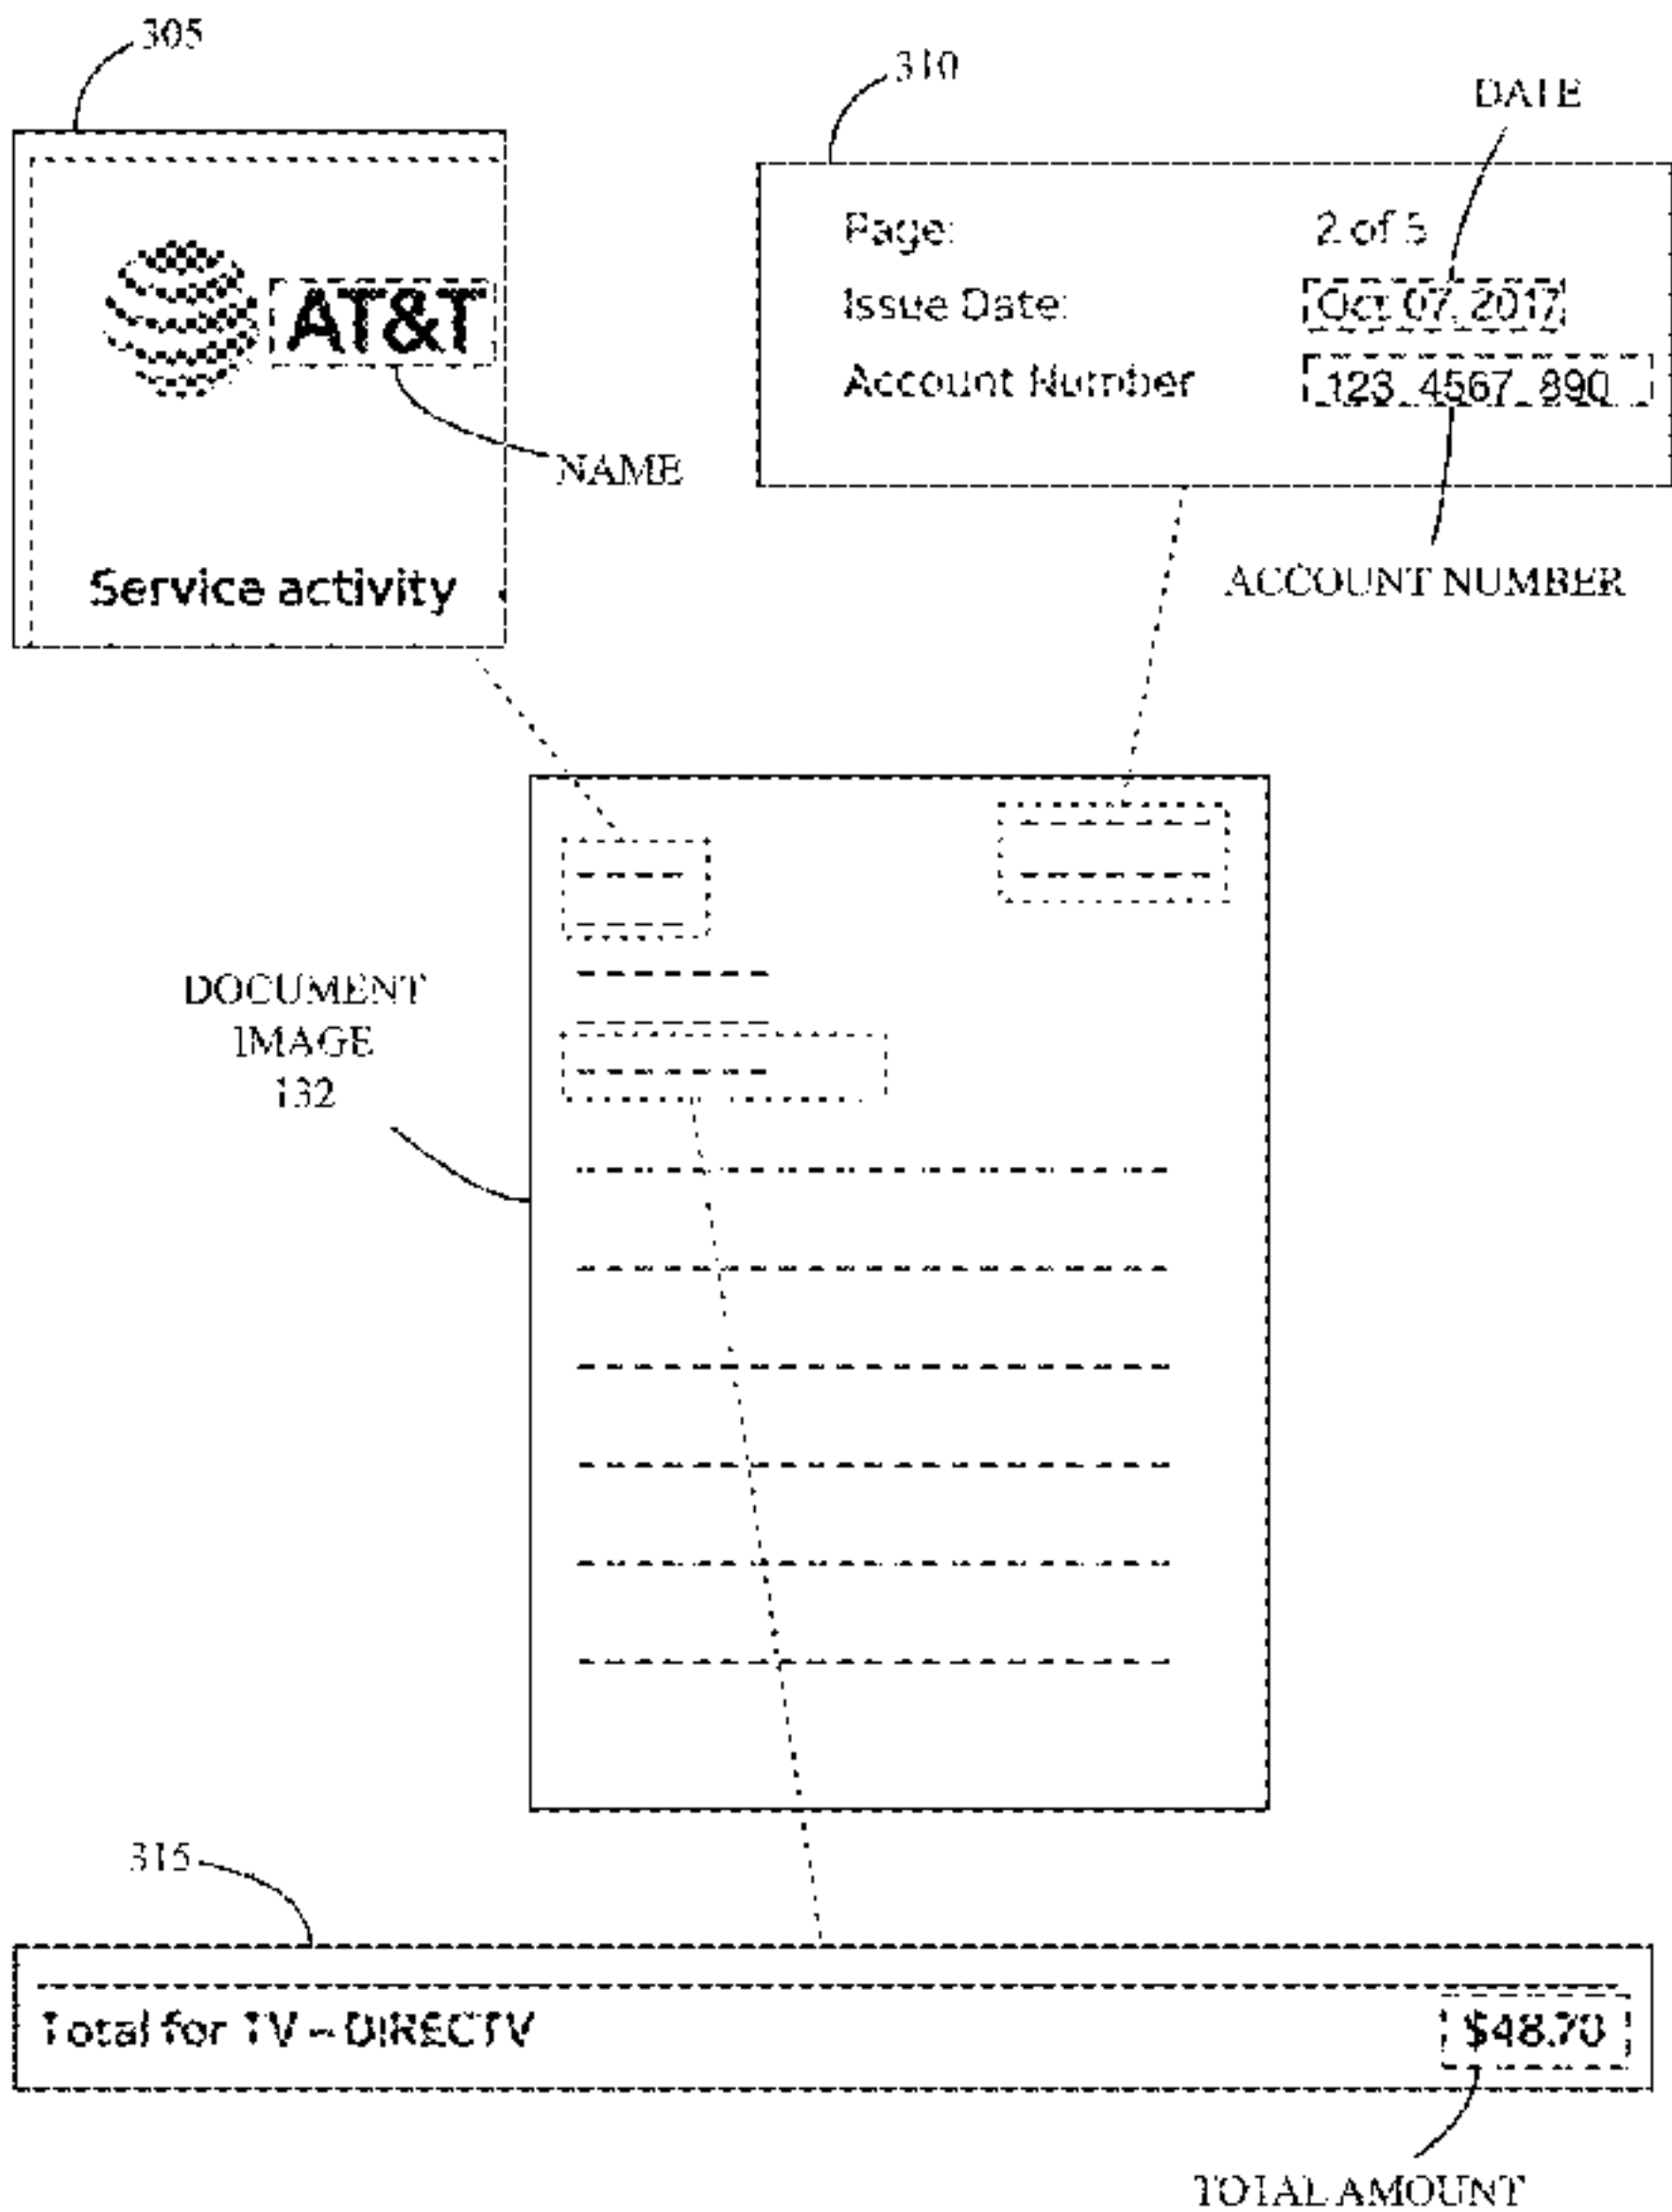 305
310
DATE
AT&T
NAME
Service activity
Page: 2 of 5
Issue Date: Oct 07, 2017
Account Number 123 4567 890
ACCOUNT NUMBER
DOCUMENT
IMAGE
132
315
Total for TV – DIRECTV $48.70
TOTAL AMOUNT